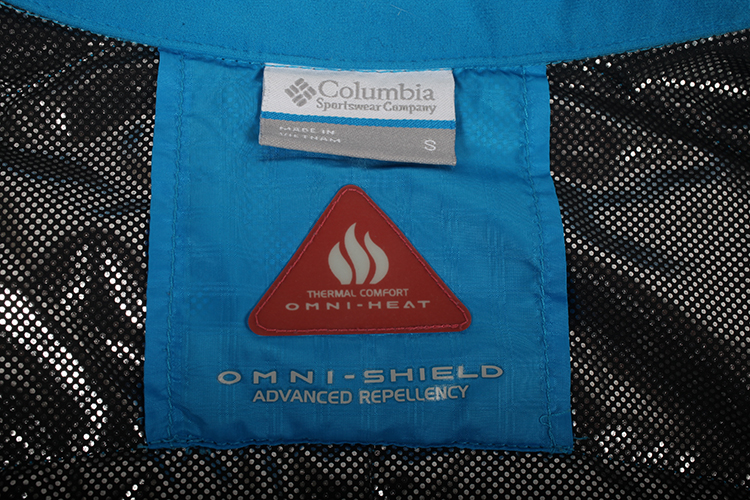 Columbia
Sportswear Company
MADE IN
VIETNAM
S
THERMAL COMFORT
OMNI-HEAT
OMNI-SHIELD
ADVANCED REPELLENCY